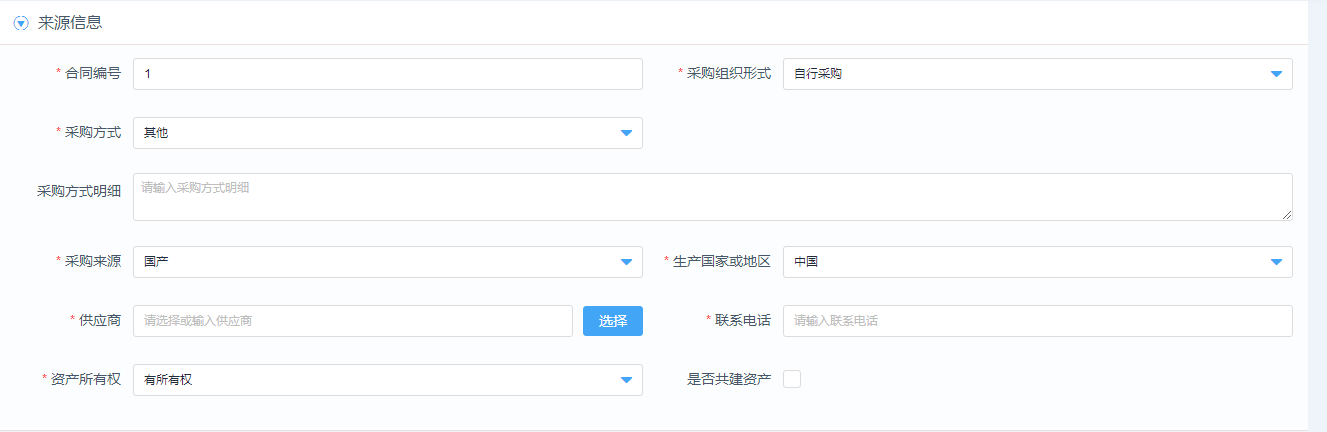 来源信息
* 合同编号 1 * 采购组织形式 自行采购
* 采购方式 其他
采购方式明细 请输入采购方式明细
* 采购来源 国产 * 生产国家或地区 中国
* 供应商 请选择或输入供应商 选择 * 联系电话 请输入联系电话
* 资产所有权 有所有权 是否共建资产